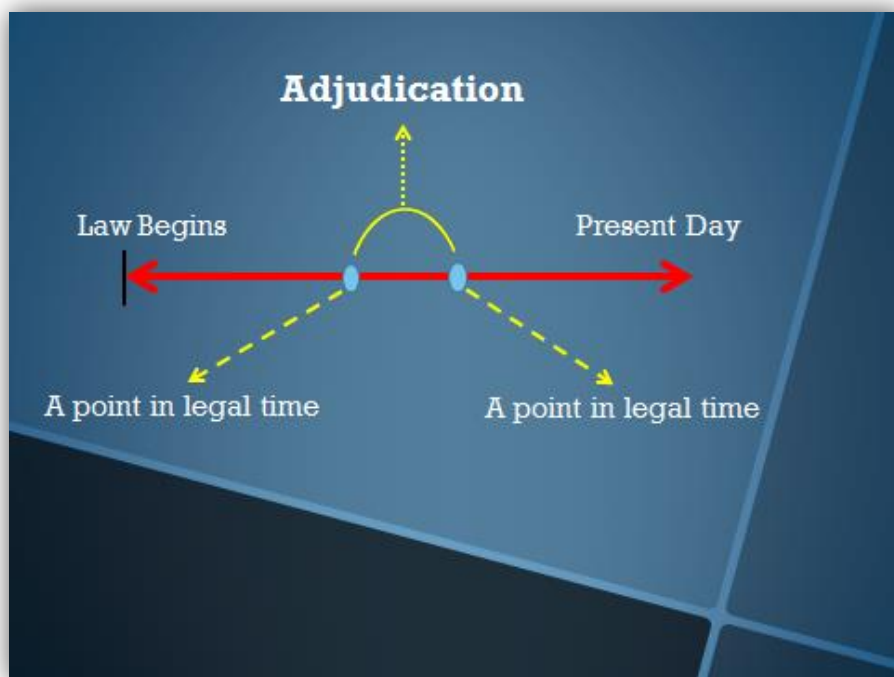 Adjudication
Law Begins
Present Day
A point in legal time
A point in legal time